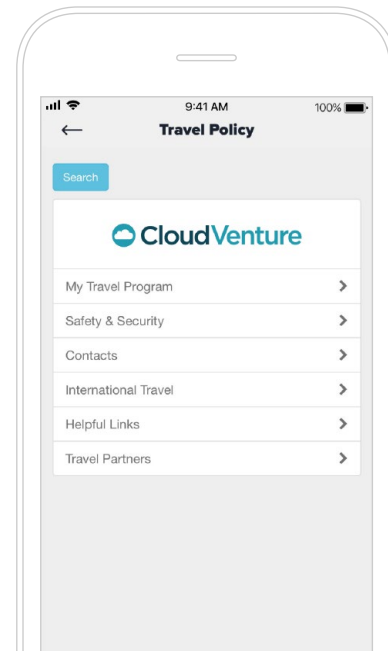 9:41 AM 100%
Travel Policy
Search
CloudVenture
My Travel Program
Safety & Security
Contacts
International Travel
Helpful Links
Travel Partners